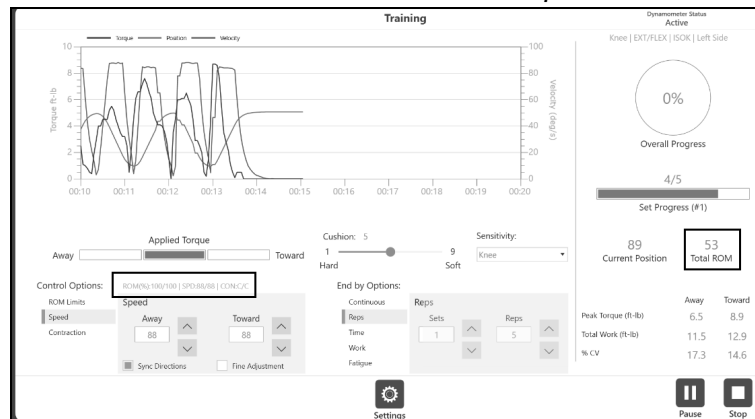 Training
Dynamometer Status
Active
Knee | EXT/FLEX | ISOK | Left Side
Torque Position Velocity
10
8
6
4
2
0
Torque ft-lb
100
80
60
40
20
0
Velocity (deg/s)
00:10 00:11 00:12 00:13 00:14 00:15 00:16 00:17 00:18 00:19 00:20
0%
Overall Progress
4/5
Set Progress (#1)
Applied Torque
Away Toward
Cushion: 5
1 9
Hard Soft
Sensitivity:
Knee
89 53
Current Position Total ROM
Control Options: ROM(%):100/100 | SPD:88/88 | CON:C/C
ROM Limits
Speed
Contraction
Speed
Away Toward
88 88
Sync Directions Fine Adjustment
End by Options:
Continuous
Reps
Time
Work
Fatigue
Reps
Sets Reps
1 5
Away Toward
Peak Torque (ft-lb) 6.5 8.9
Total Work (ft-lb) 11.5 12.9
% CV 17.3 14.6
Settings
Pause Stop